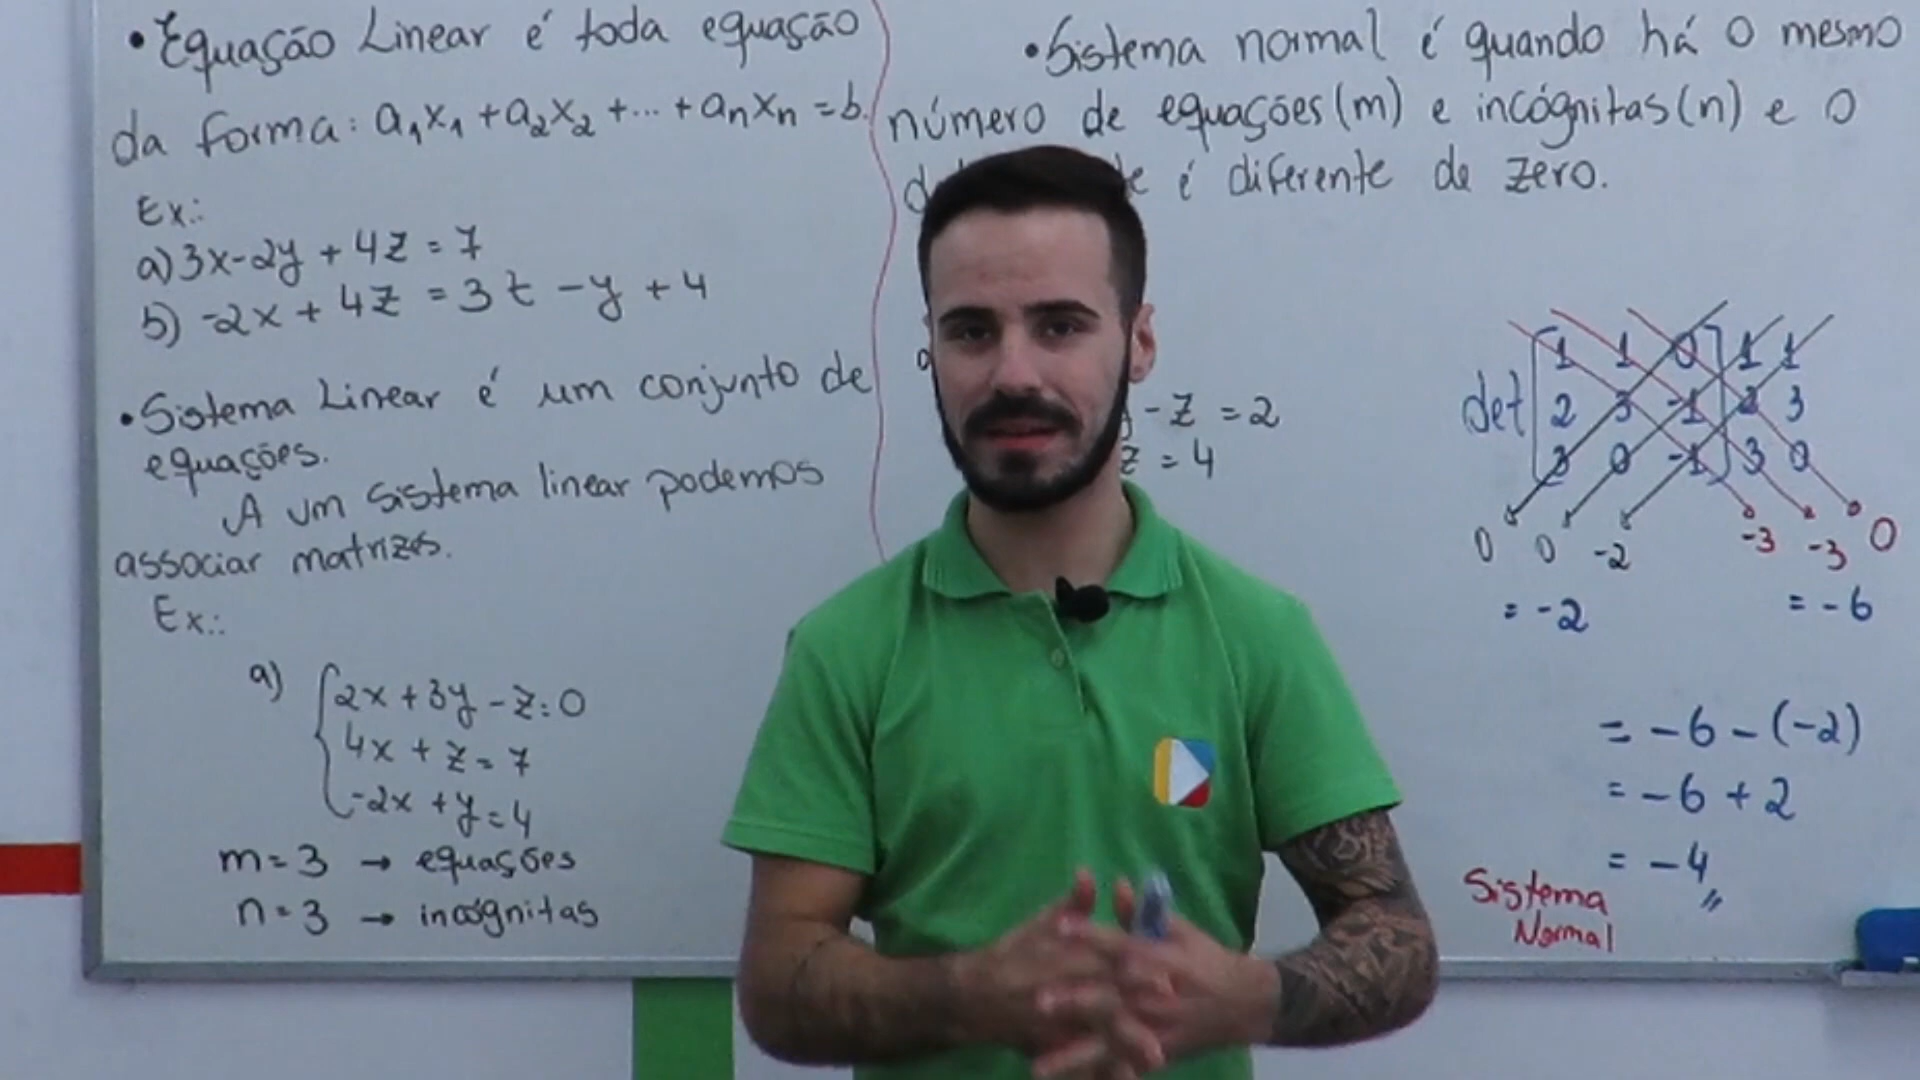 • Equação Linear é toda equação
da forma: a₁x₁ + a₂x₂ + ... + aₙxₙ = b.
Ex.:
a) 3x - 2y + 4z = 7
b) -2x + 4z = 3t - y + 4
• Sistema Linear é um conjunto de
equações.
A um sistema linear podemos
associar matrizes.
Ex.:
a) 2x + 3y - z = 0
4x + z = 7
-2x + y = 4
m = 3 → equações
n = 3 → incógnitas
• Sistema normal é quando há o mesmo
número de equações (m) e incógnitas (n) e o
é diferente de zero.
- z = 2
z = 4
1 1 0 1 1
det 2 3 -1 2 3
3 0 -1 3 0
0 0 -2 -3 -3 0
= -2 = -6
= -6 - (-2)
= -6 + 2
= -4
Sistema
Normal